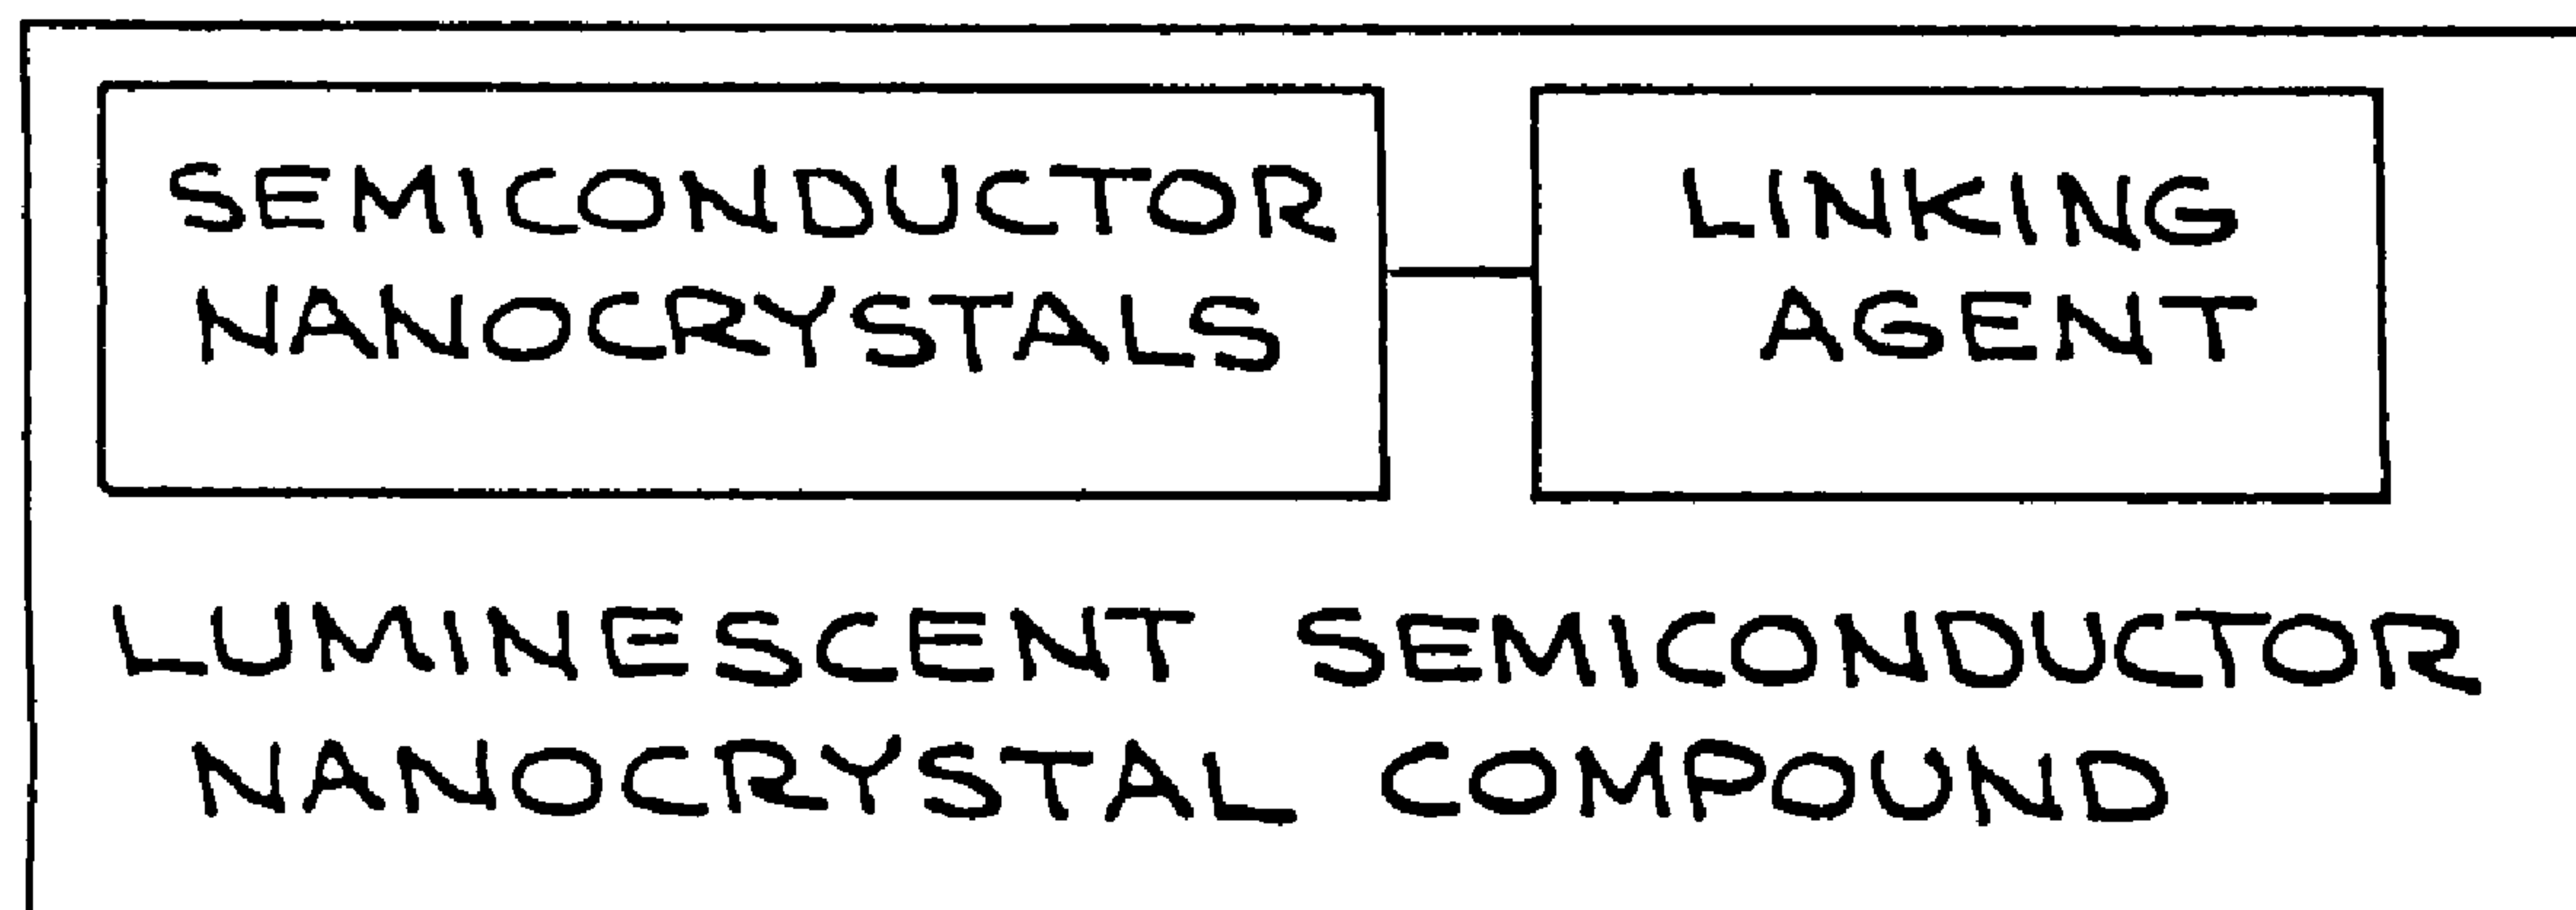 SEMICONDUCTOR
NANOCRYSTALS
LINKING
AGENT
LUMINESCENT SEMICONDUCTOR
NANOCRYSTAL COMPOUND